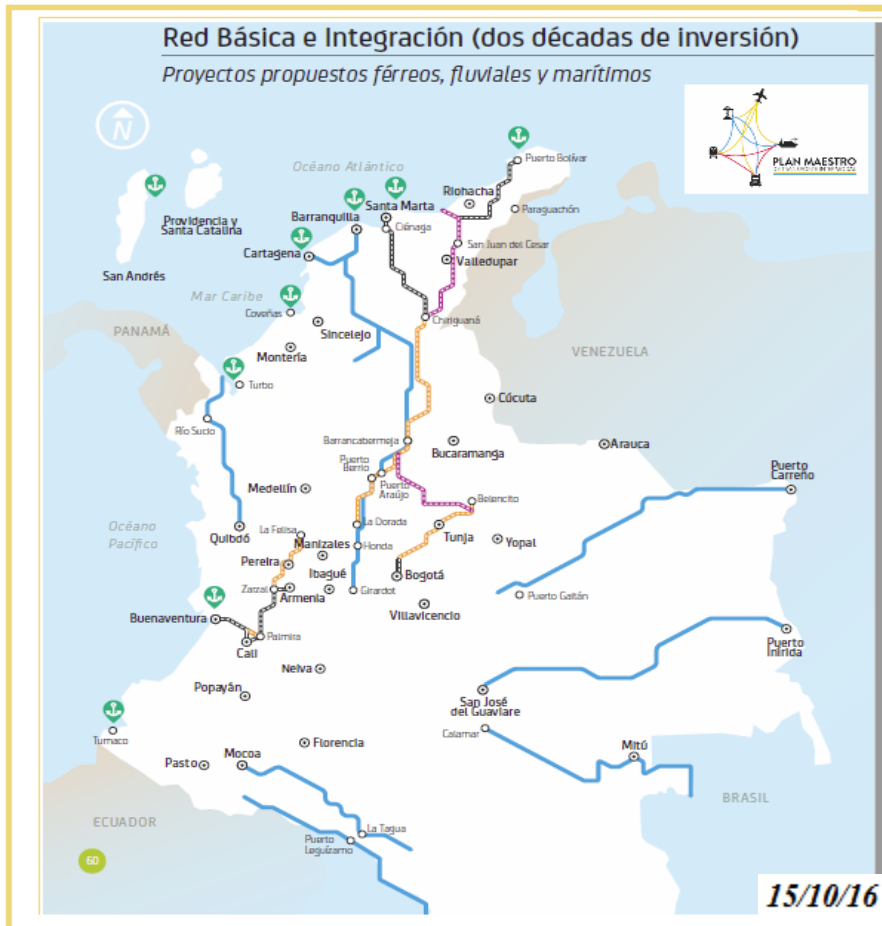 Red Básica e Integración (dos décadas de inversión)
Proyectos propuestos férreos, fluviales y marítimos
PLAN MAESTRO
N
Océano Atlántico
Puerto Bolívar
Riohacha
Santa Marta
Paraguachón
Providencia y
Santa Catalina
Barranquilla
Ciénaga
San Juan del Cesar
Cartagena
Valledupar
San Andrés
Mar Caribe
Coveñas
Chiriguaná
PANAMÁ
Sincelejo
VENEZUELA
Montería
Turbo
Cúcuta
Río Sucio
Barrancabermeja
Bucaramanga
Arauca
Puerto
Berrío
Puerto
Carreño
Medellín
Puerto
Araújo
Belencito
Océano
Pacífico
La Felisa
La Dorada
Quibdó
Manizales
Honda
Tunja
Yopal
Pereira
Ibagué
Bogotá
Zarzal
Armenia
Girardot
Puerto Gaitán
Villavicencio
Buenaventura
Palmira
Cali
Puerto
Inírida
Neiva
Popayán
San José
del Guaviare
Calamar
Tumaco
Florencia
Mitú
Pasto
Mocoa
BRASIL
ECUADOR
La Tagua
Puerto
Leguízamo
60
15/10/16